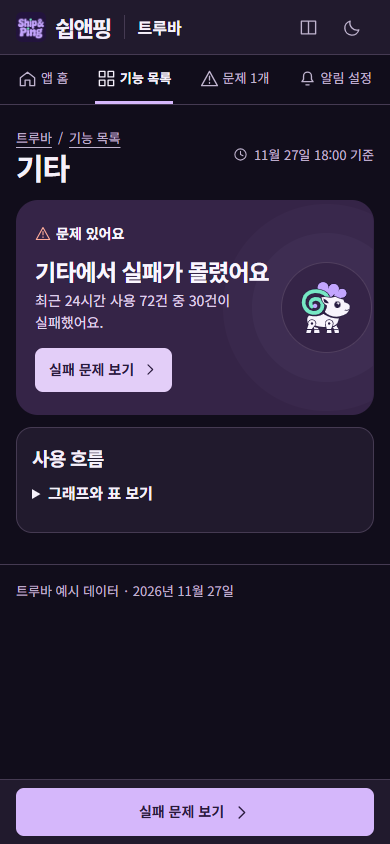 Ship&
Ping
쉽앤핑
트루바
앱 홈
기능 목록
문제 1개
알림 설정
트루바 / 기능 목록
기타
11월 27일 18:00 기준
문제 있어요
기타에서 실패가 몰렸어요
최근 24시간 사용 72건 중 30건이
실패했어요.
실패 문제 보기
사용 흐름
그래프와 표 보기
트루바 예시 데이터 · 2026년 11월 27일
실패 문제 보기